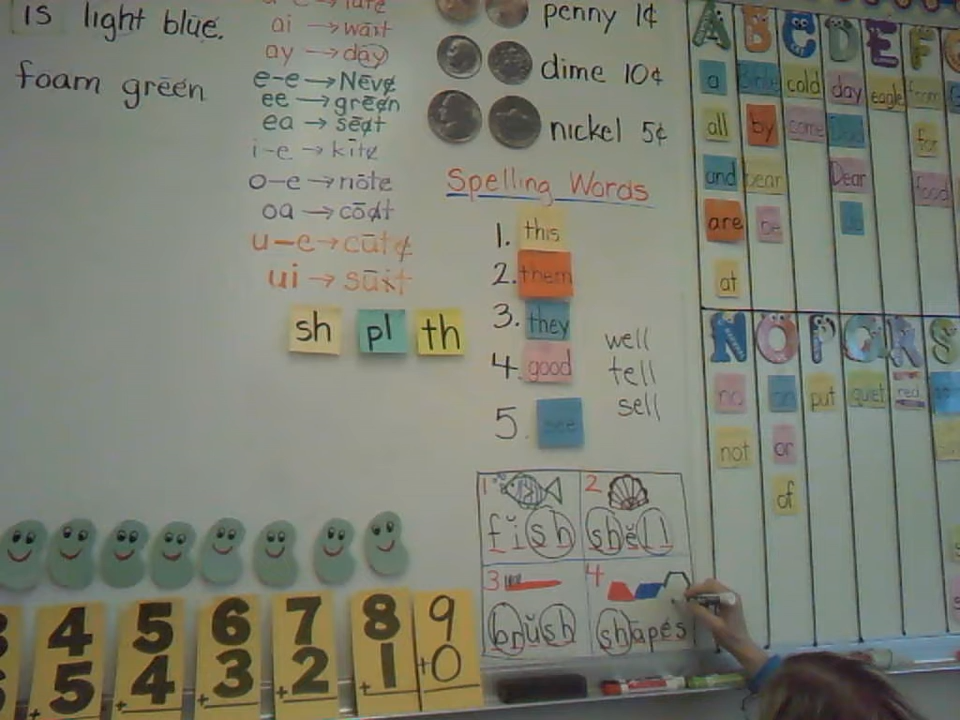 is light blue.
foam green
ai → wait
ay → day
e-e → Neve
ee → green
ea → seat
i-e → kite
o-e → note
oa → coat
u-e → cute
ui → suit
sh pl th
penny 1¢
dime 10¢
nickel 5¢
Spelling Words
1. this
2. them
3. they
4. good
5. see
well
tell
sell
1
fish
2
shell
3
brush
4
shapes
4
+5
5
+4
6
+3
7
+2
8
+1
9
+0
A B C D E F
a cold day eagle
all by come for
and bear Dear food
are be do
at
N O P Q R S
no on put quiet red
not or
of